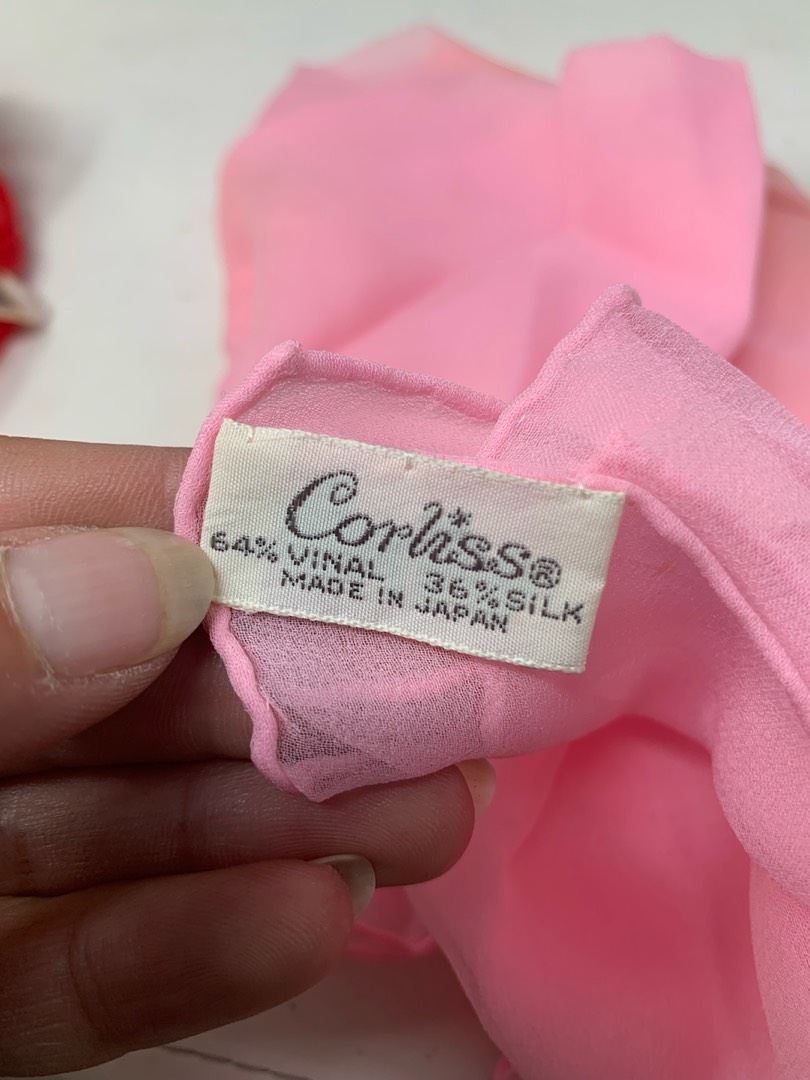 Corliss®
64% VINAL 36% SILK
MADE IN JAPAN